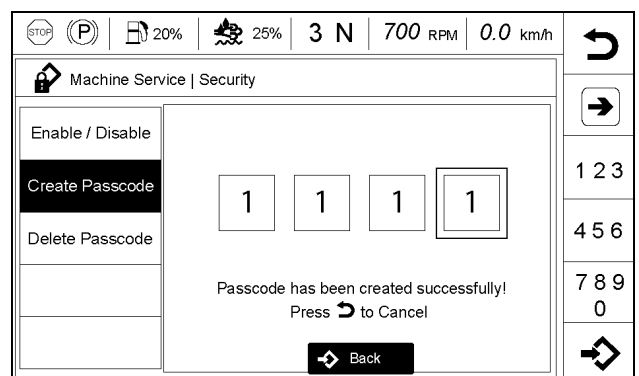 STOP P 20% 25% 3 N 700 RPM 0.0 km/h
Machine Service | Security
Enable / Disable
Create Passcode
Delete Passcode
1 1 1 1
Passcode has been created successfully!
Press to Cancel
Back
1 2 3
4 5 6
7 8 9
0